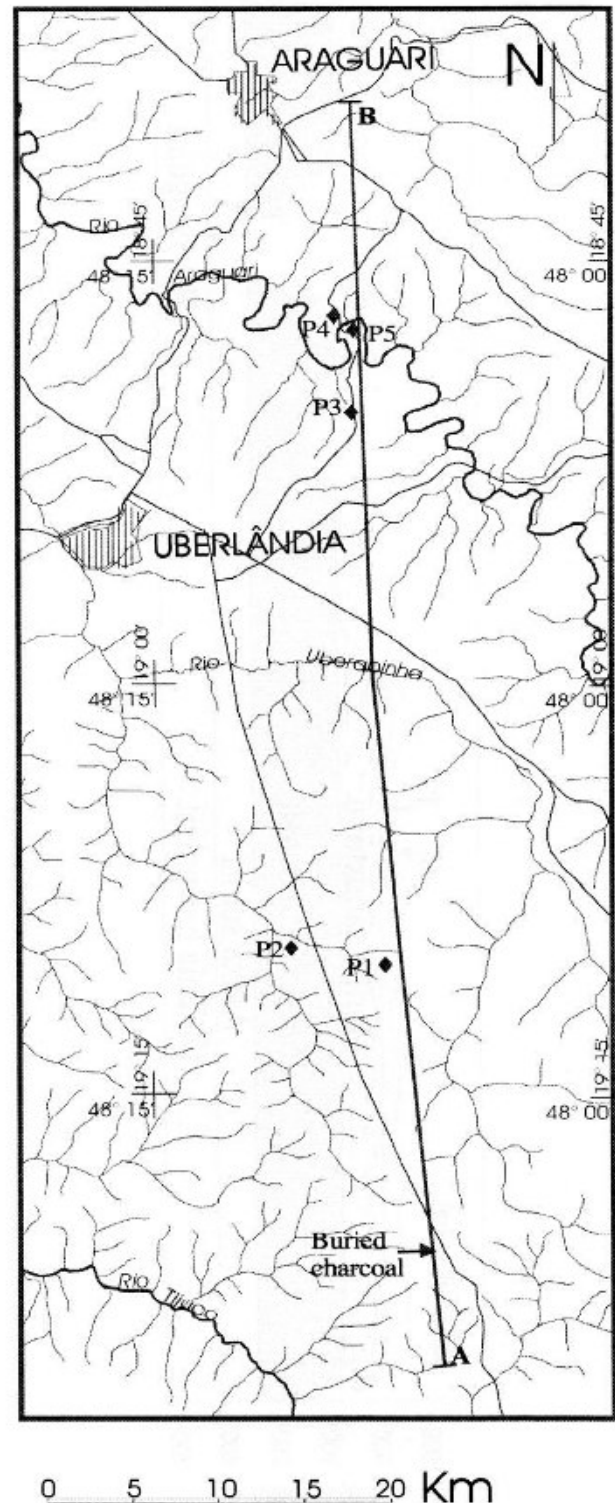 ARAGUARI
N
B
Rio
18° 45'
48° 15'
Araguari
48° 00
P4
P5
P3
UBERLÂNDIA
19° 00'
Rio
Uberabinha
19° 00
48° 15'
48° 00
P2
P1
19° 15'
19° 15'
48° 15'
48° 00
Buried
charcoal
Rio Tijuco
A
0 5 10 15 20 Km